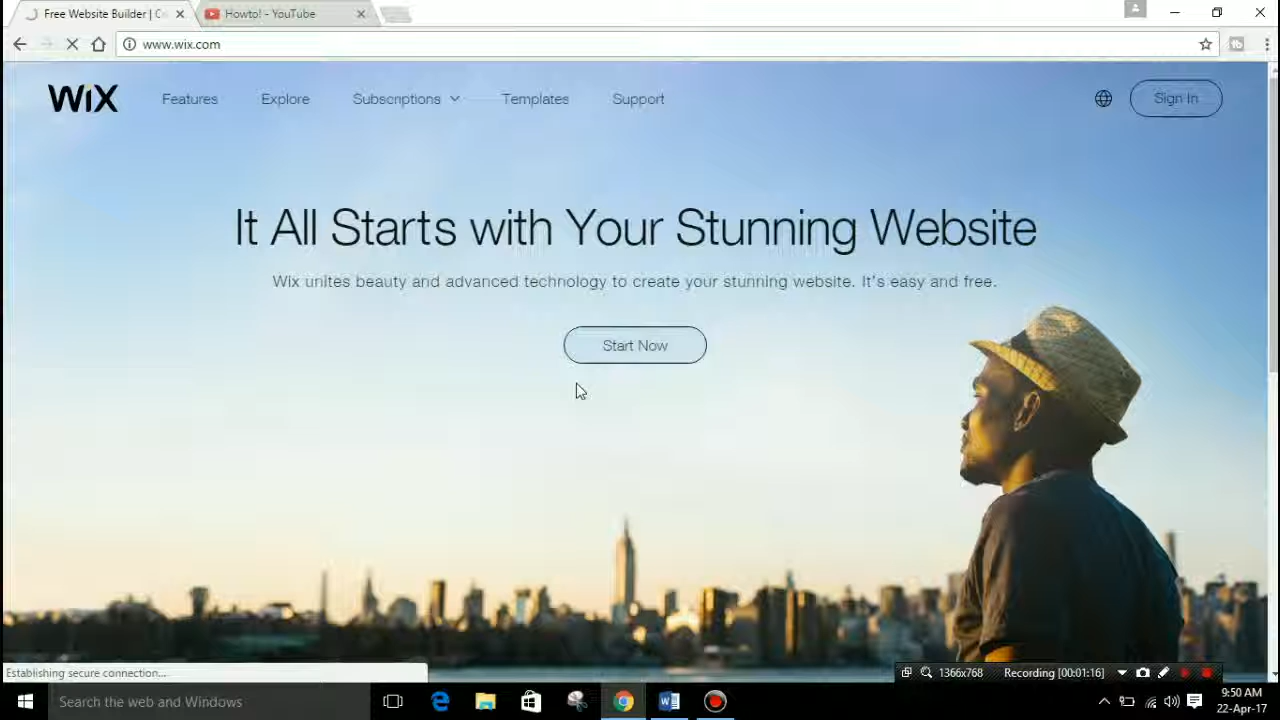 Free Website Builder | C
Howto! - YouTube
www.wix.com
WiX
Features
Explore
Subscriptions
Templates
Support
Sign In
It All Starts with Your Stunning Website
Wix unites beauty and advanced technology to create your stunning website. It's easy and free.
Start Now
Establishing secure connection...
1366x768
Recording [00:01:16]
Search the web and Windows
9:50 AM
22-Apr-17